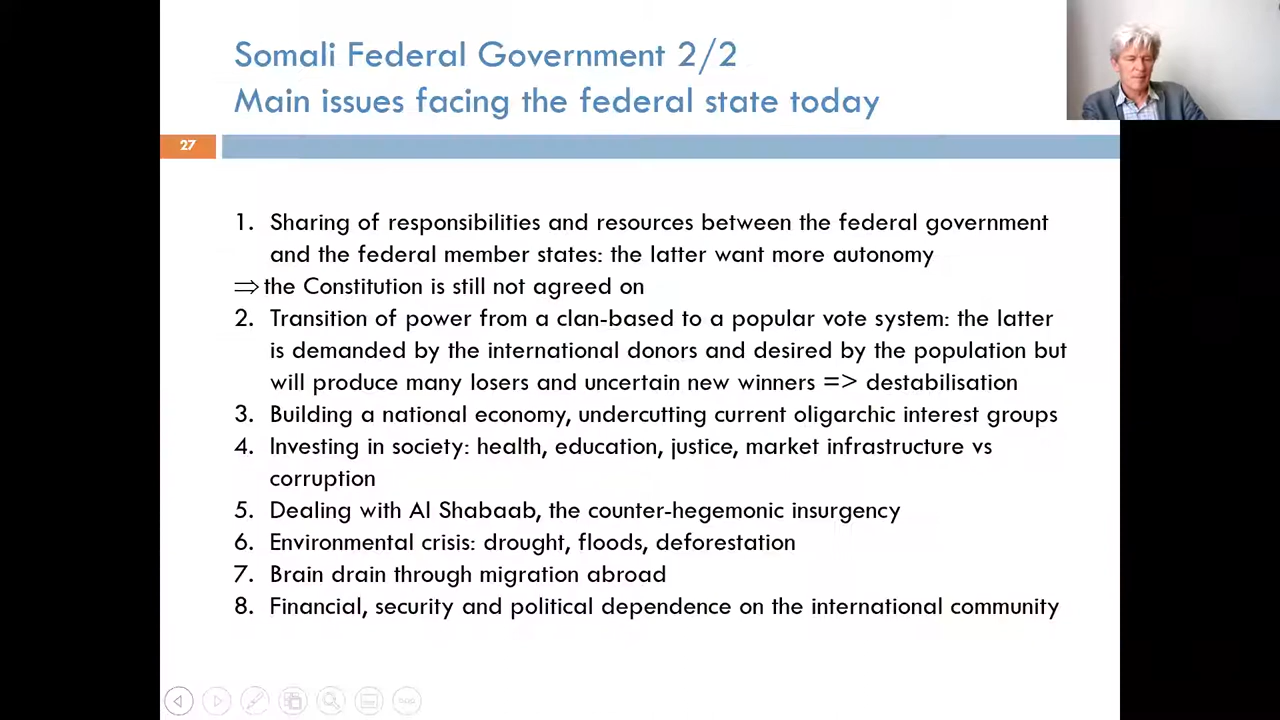 Somali Federal Government 2/2
Main issues facing the federal state today
27
1. Sharing of responsibilities and resources between the federal government
and the federal member states: the latter want more autonomy
⇒ the Constitution is still not agreed on
2. Transition of power from a clan-based to a popular vote system: the latter
is demanded by the international donors and desired by the population but
will produce many losers and uncertain new winners => destabilisation
3. Building a national economy, undercutting current oligarchic interest groups
4. Investing in society: health, education, justice, market infrastructure vs
corruption
5. Dealing with Al Shabaab, the counter-hegemonic insurgency
6. Environmental crisis: drought, floods, deforestation
7. Brain drain through migration abroad
8. Financial, security and political dependence on the international community